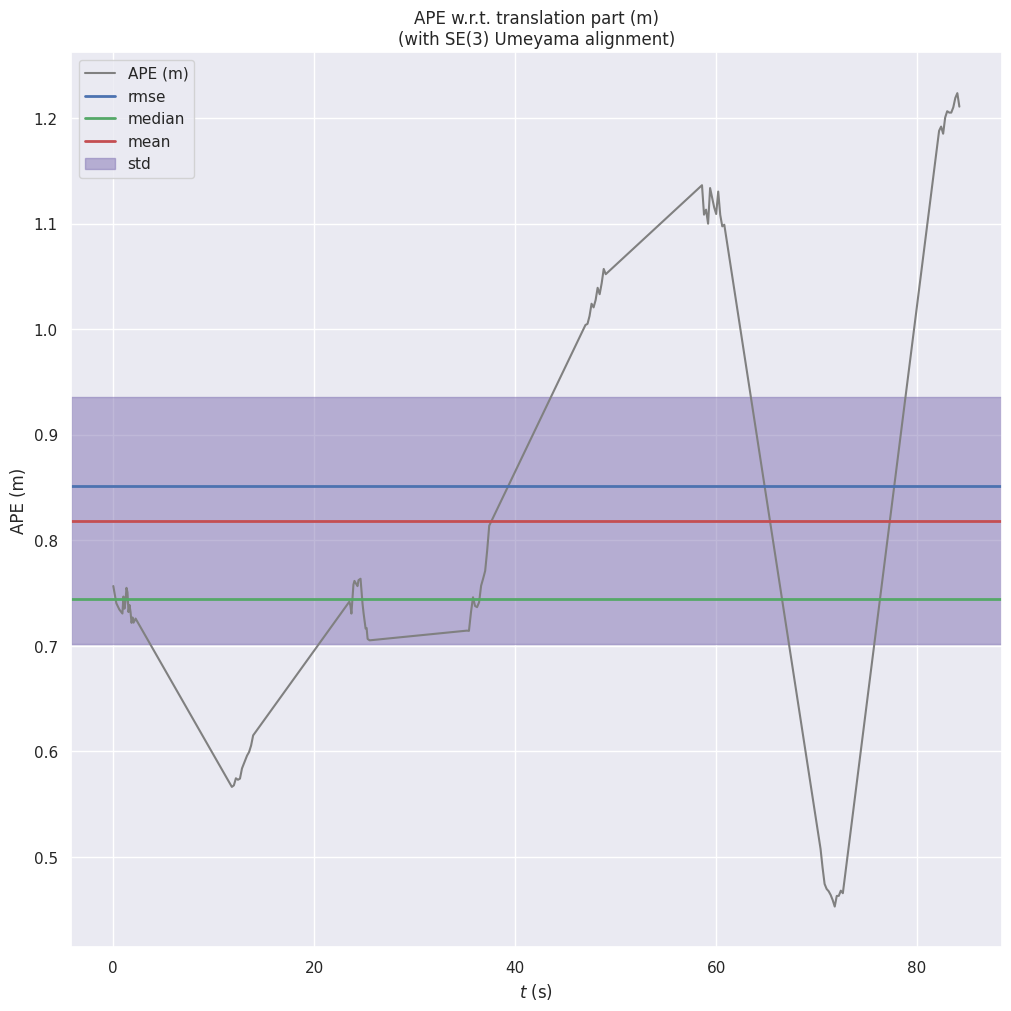 APE w.r.t. translation part (m)
(with SE(3) Umeyama alignment)
APE (m)
rmse
median
mean
std
1.2
1.1
1.0
0.9
0.8
0.7
0.6
0.5
APE (m)
0
20
40
60
80
t (s)